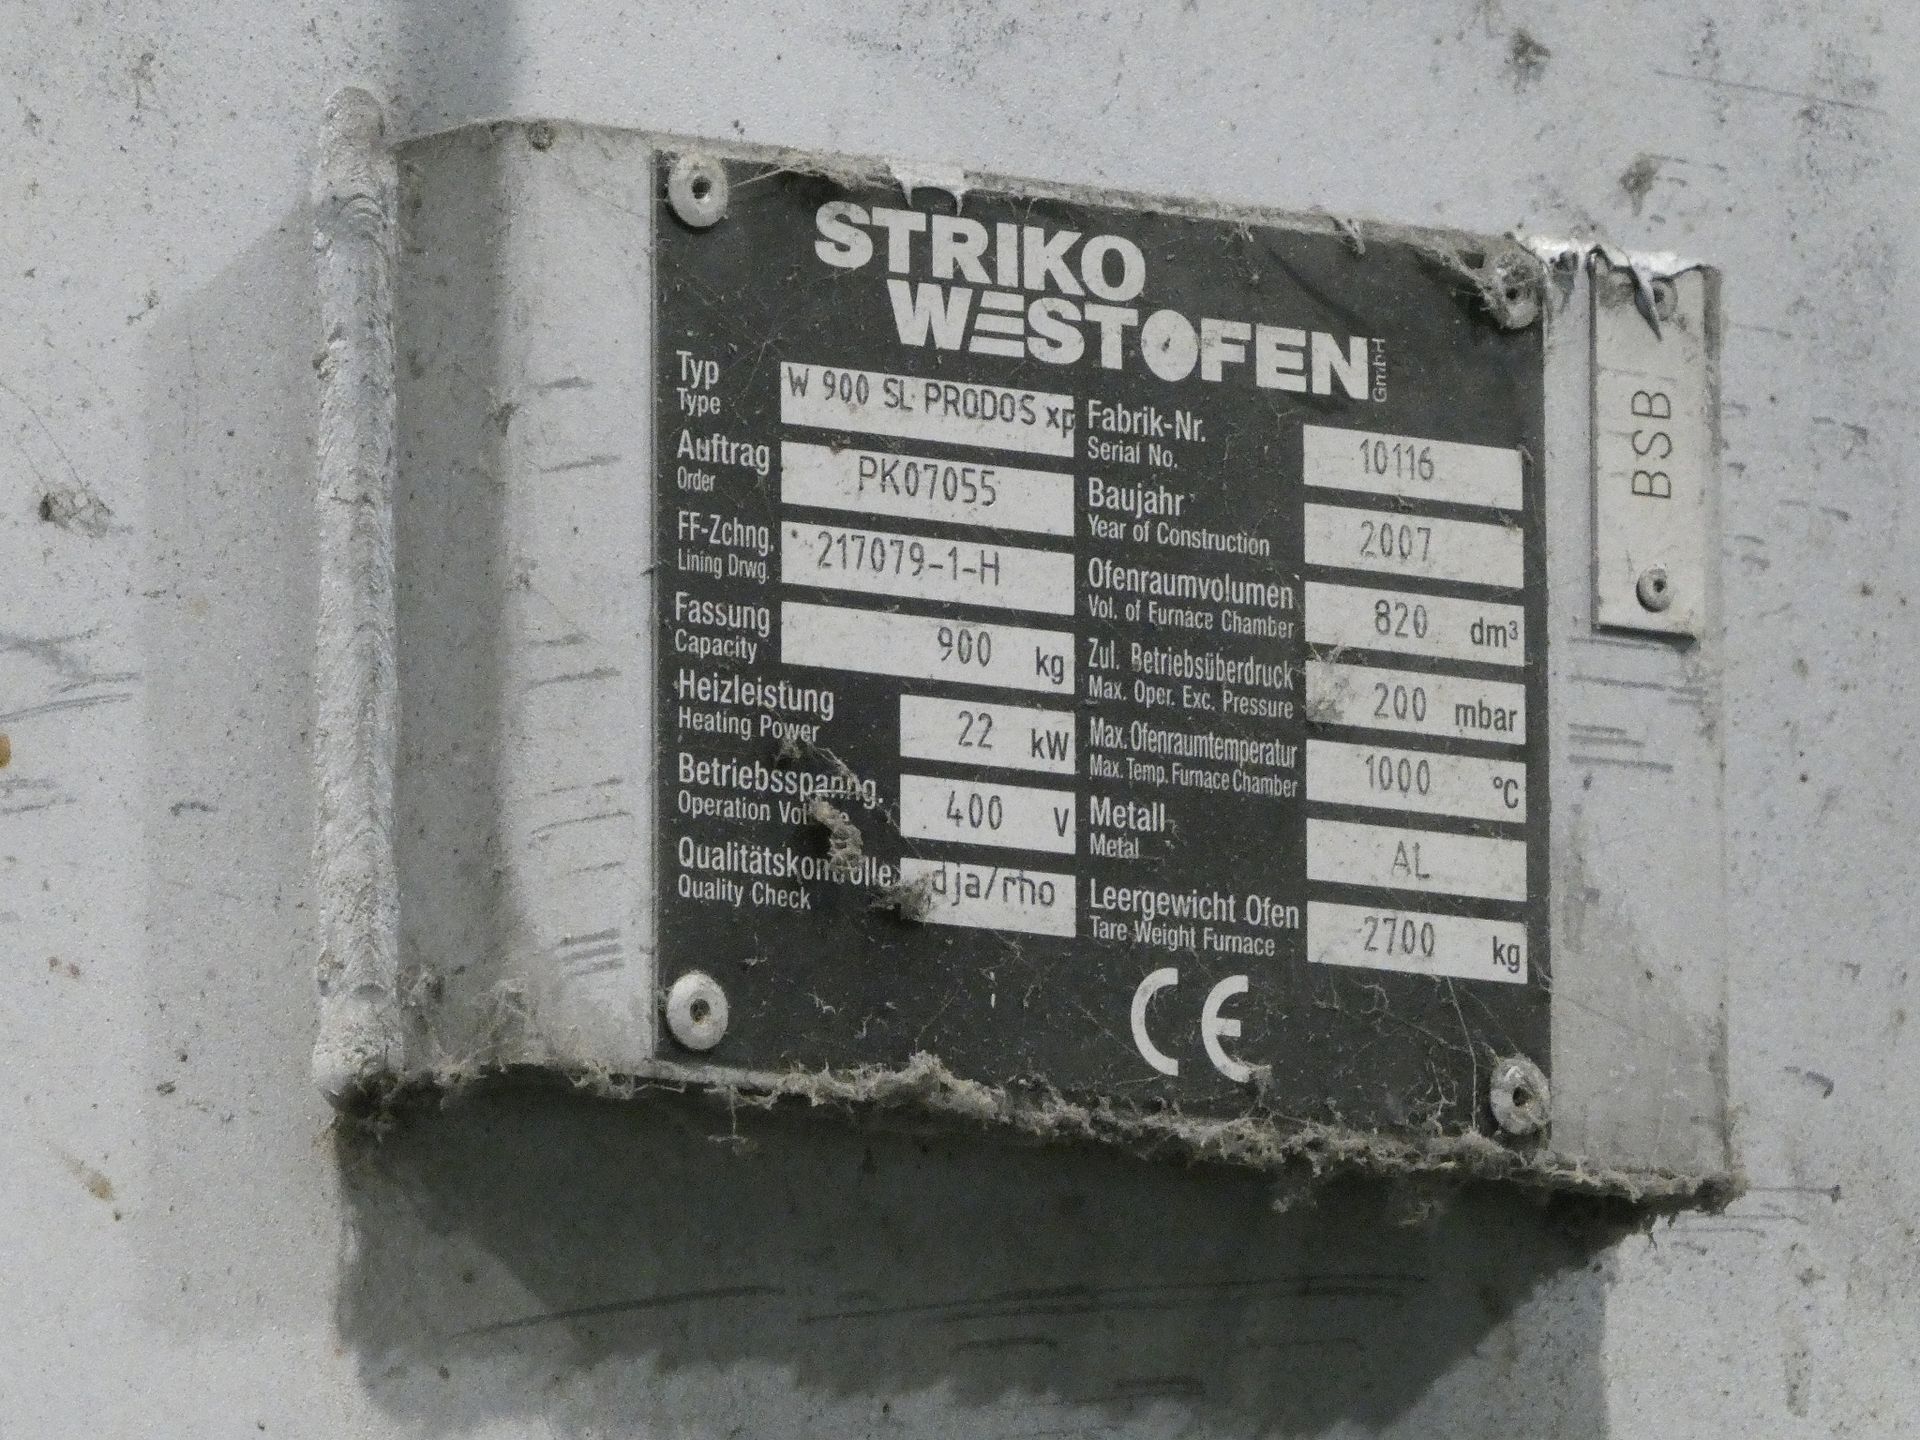 STRIKO
WESTOFEN GmbH
Typ W 900 SL PRODOS xp
Type
Auftrag PK07055
Order
FF-Zchng. 217079-1-H
Lining Drwg.
Fassung 900 kg
Capacity
Heizleistung 22 kW
Heating Power
Betriebsspanng. 400 V
Operation
Qualitätskontrolle dja/rho
Quality Check
Fabrik-Nr. 10116
Serial No.
Baujahr 2007
Year of Construction
Ofenraumvolumen 820 dm³
Vol. of Furnace Chamber
Zul. Betriebsüberdruck 200 mbar
Max. Oper. Exc. Pressure
Max. Ofenraumtemperatur 1000 °C
Max. Temp. Furnace Chamber
Metall AL
Metal
Leergewicht Ofen 2700 kg
Tare Weight Furnace
CE
BSB